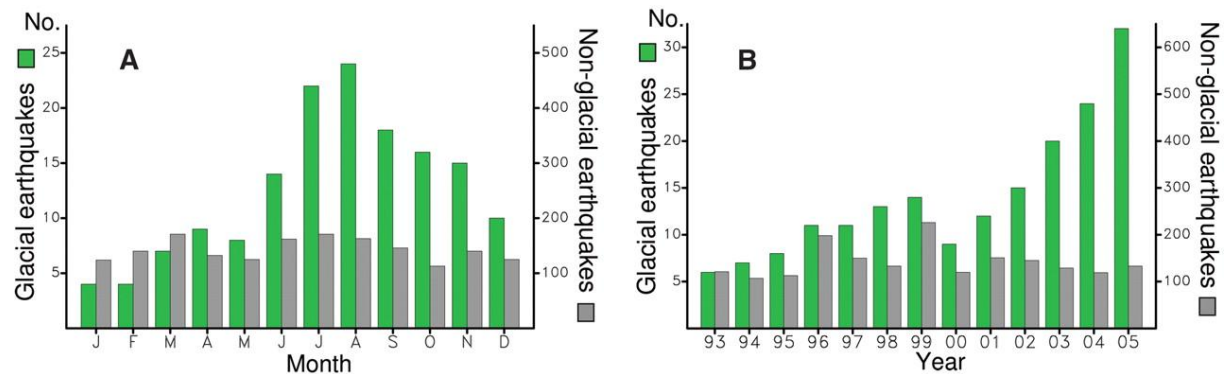 No.
Glacial earthquakes
25
20
15
10
5
A
500
400
300
200
100
Non-glacial earthquakes
J F M A M J J A S O N D
Month
No.
Glacial earthquakes
30
25
20
15
10
5
B
600
500
400
300
200
100
Non-glacial earthquakes
93 94 95 96 97 98 99 00 01 02 03 04 05
Year